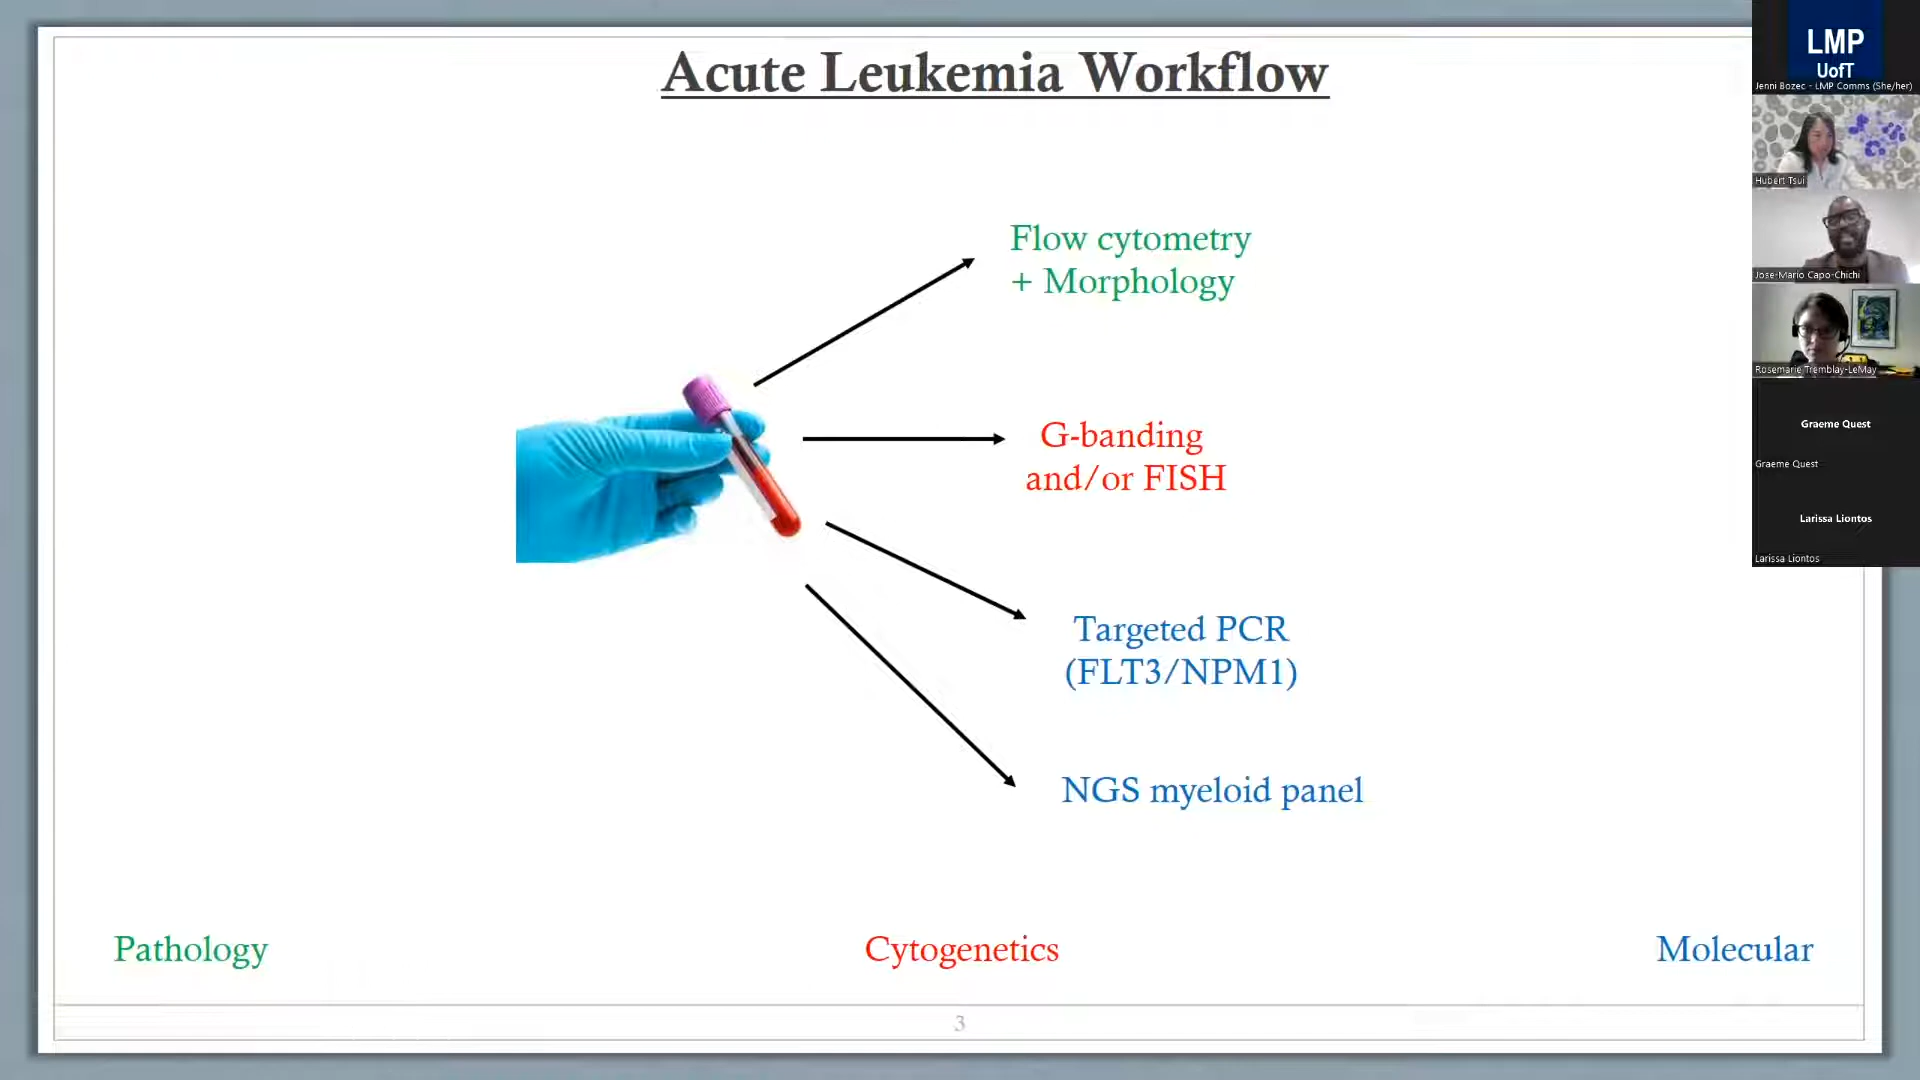 Acute Leukemia Workflow
Flow cytometry
+ Morphology
G-banding
and/or FISH
Targeted PCR
(FLT3/NPM1)
NGS myeloid panel
Pathology
Cytogenetics
Molecular
3
LMP
UofT
Jenni Bozec - LMP Comms (She/her)
Hubert Tsui
Jose-Mario Capo-Chichi
Rosemarie Tremblay-LeMay
Graeme Quest
Graeme Quest
Larissa Liontos
Larissa Liontos